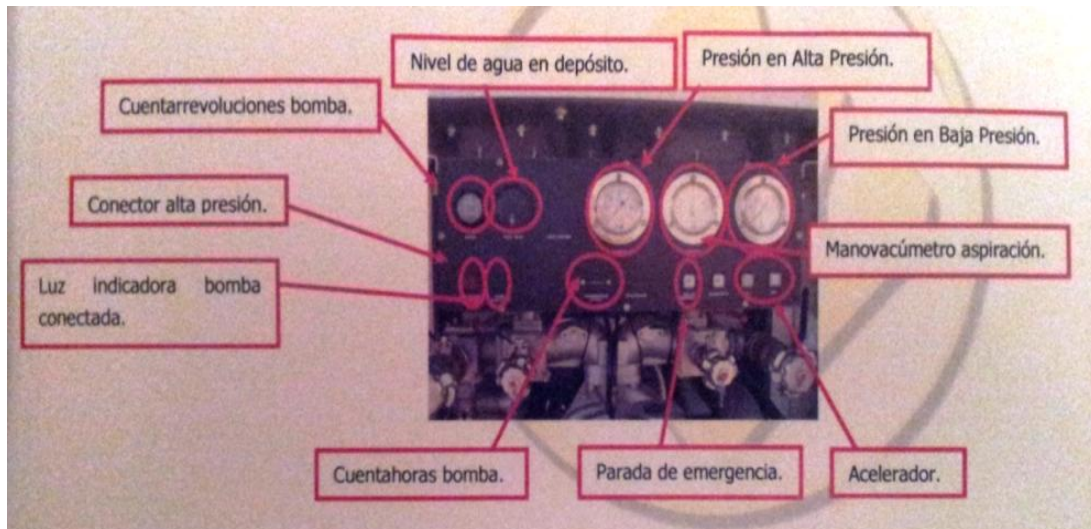 Nivel de agua en depósito.
Presión en Alta Presión.
Cuentarrevoluciones bomba.
Presión en Baja Presión.
Conector alta presión.
Manovacúmetro aspiración.
Luz indicadora bomba
conectada.
Cuentahoras bomba.
Parada de emergencia.
Acelerador.